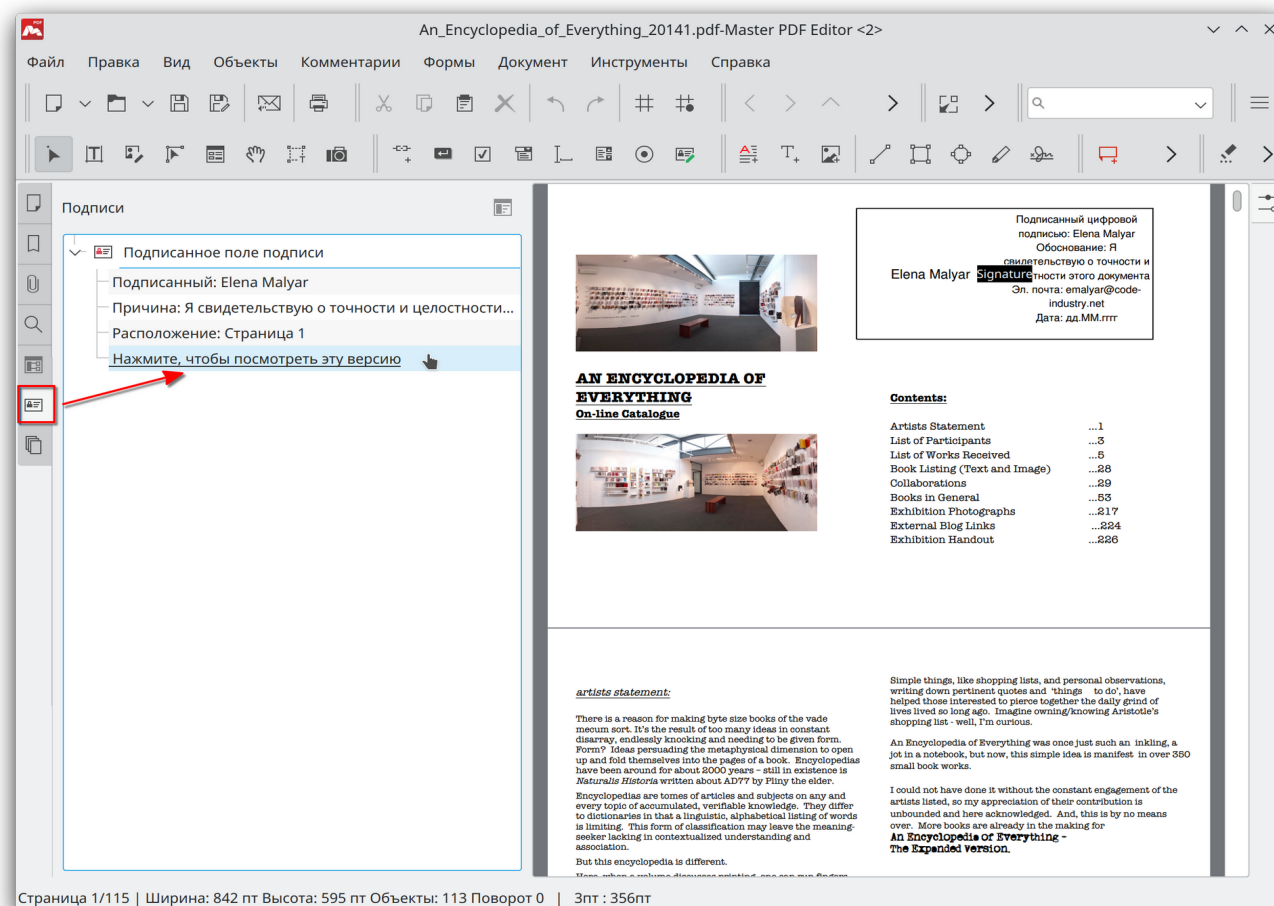 An_Encyclopedia_of_Everything_20141.pdf-Master PDF Editor <2>
Файл Правка Вид Объекты Комментарии Формы Документ Инструменты Справка
Подписи
Подписанное поле подписи
Подписанный: Elena Malyar
Причина: Я свидетельствую о точности и целостности...
Расположение: Страница 1
Нажмите, чтобы посмотреть эту версию
Elena Malyar
Signature
Подписанный цифровой
подписью: Elena Malyar
Обоснование: Я
свидетельствую о точности и
тности этого документа
Эл. почта: emalyar@code-
industry.net
Дата: дд.ММ.гггг
AN ENCYCLOPEDIA OF
EVERYTHING
On-line Catalogue
Contents:
Artists Statement ...1
List of Participants ...3
List of Works Received ...5
Book Listing (Text and Image) ...28
Collaborations ...29
Books in General ...53
Exhibition Photographs ...217
External Blog Links ...224
Exhibition Handout ...226
artists statement:
There is a reason for making byte size books of the vade
mecum sort. It's the result of too many ideas in constant
disarray, endlessly knocking and needing to be given form.
Form? Ideas persuading the metaphysical dimension to open
up and fold themselves into the pages of a book. Encyclopedias
have been around for about 2000 years – still in existence is
Naturalis Historia written about AD77 by Pliny the elder.
Encyclopedias are tomes of articles and subjects on any and
every topic of accumulated, verifiable knowledge. They differ
to dictionaries in that a linguistic, alphabetical listing of words
is limiting. This form of classification may leave the meaning-
seeker lacking in contextualized understanding and
association.
But this encyclopedia is different.
Simple things, like shopping lists, and personal observations,
writing down pertinent quotes and 'things to do', have
helped those interested to pierce together the daily grind of
lives lived so long ago. Imagine owning/knowing Aristotle's
shopping list - well, I'm curious.
An Encyclopedia of Everything was once just such an inkling, a
jot in a notebook, but now, this simple idea is manifest in over 350
small book works.
I could not have done it without the constant engagement of the
artists listed, so my appreciation of their contribution is
unbounded and here acknowledged. And, this is by no means
over. More books are already in the making for
An Encyclopedia Of Everything –
The Expanded Version.
Страница 1/115 | Ширина: 842 пт Высота: 595 пт Объекты: 113 Поворот 0 | 3пт : 356пт